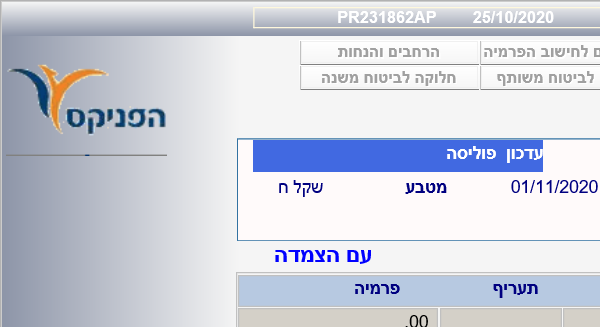 25/10/2020 PR231862AP
ם לחישוב הפרמיה הרחבים והנחות
לביטוח משותף חלוקה לביטוח משנה
הפניקס
עדכון פוליסה
01/11/2020 מטבע שקל ח
עם הצמדה
תעריף פרמיה
.00